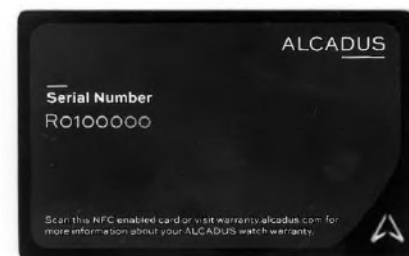 ALCADUS
Serial Number
R0100000
Scan this NFC enabled card or visit warranty.alcadus.com for
more information about your ALCADUS watch warranty.